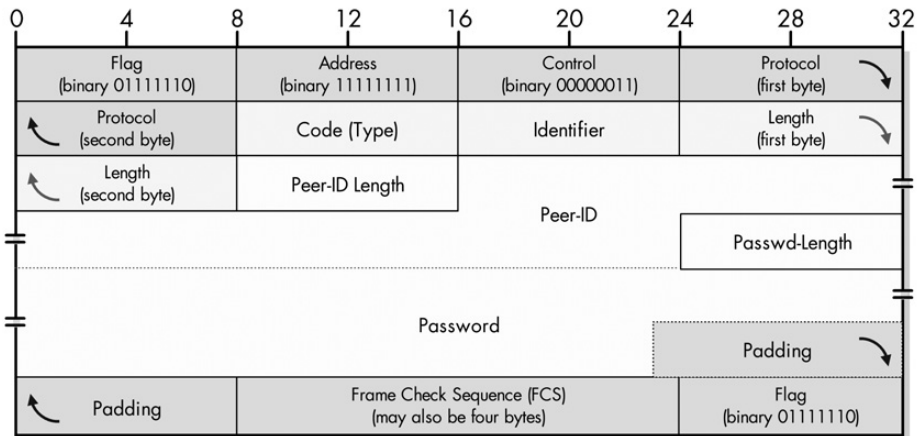 0 4 8 12 16 20 24 28 32
Flag Address Control Protocol
(binary 01111110) (binary 11111111) (binary 00000011) (first byte)
Protocol
(second byte)
Code (Type)
Identifier
Length
(first byte)
Length
(second byte)
Peer-ID Length
Peer-ID
Passwd-Length
Password
Padding
Padding
Frame Check Sequence (FCS)
(may also be four bytes)
Flag
(binary 01111110)